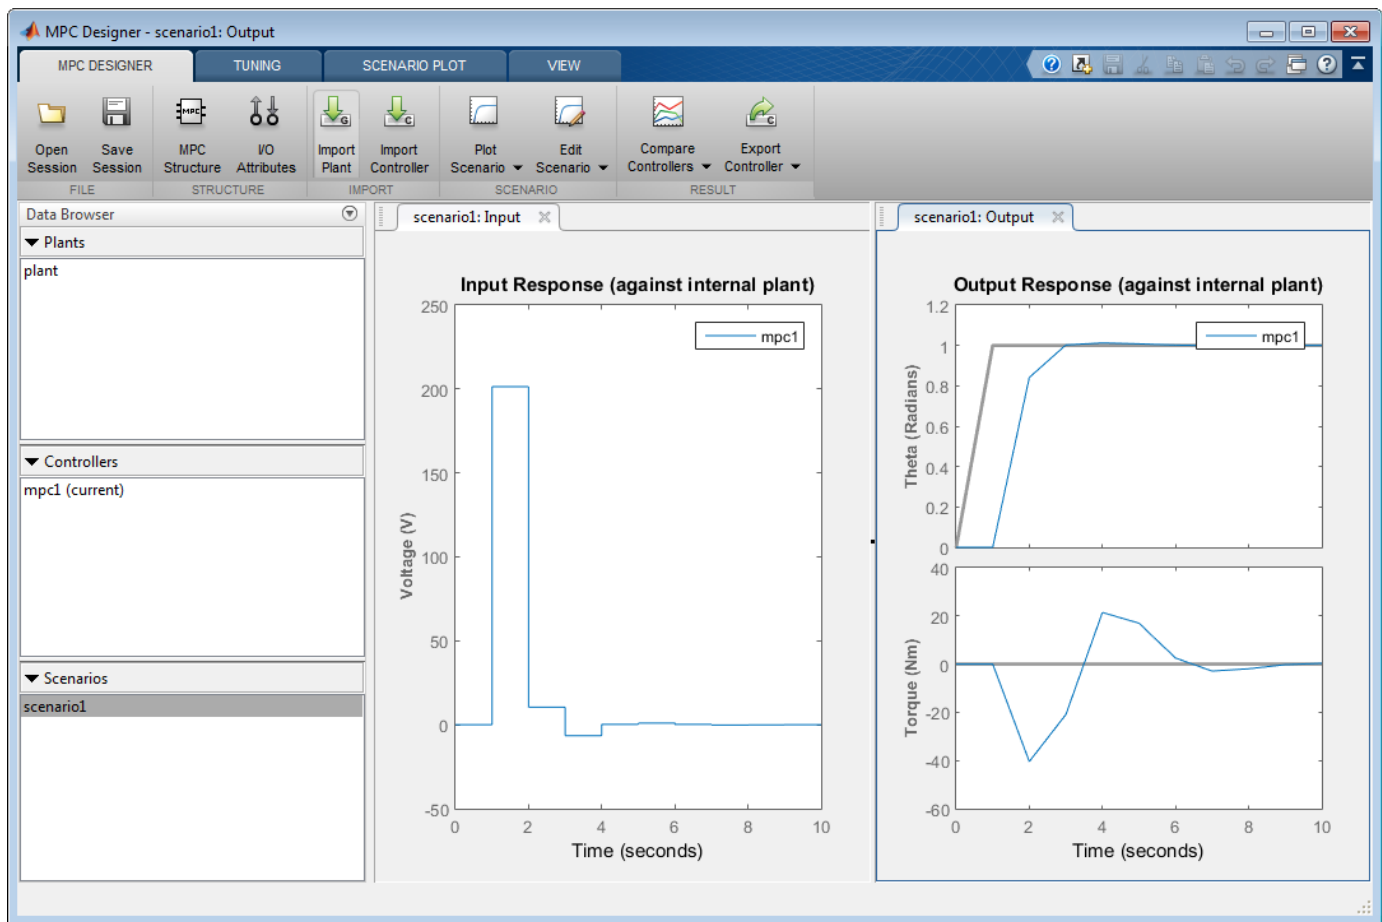 MPC Designer - scenario1: Output
MPC DESIGNER TUNING SCENARIO PLOT VIEW
MPC G C C
Open Session
Save Session
MPC Structure
I/O Attributes
Import Plant
Import Controller
Plot Scenario
Edit Scenario
Compare Controllers
Export Controller
FILE STRUCTURE IMPORT SCENARIO RESULT
Data Browser
Plants
plant
Controllers
mpc1 (current)
Scenarios
scenario1
scenario1: Input
Input Response (against internal plant)
mpc1
250
200
150
100
50
0
-50
Voltage (V)
0 2 4 6 8 10
Time (seconds)
scenario1: Output
Output Response (against internal plant)
mpc1
1.2
1
0.8
0.6
0.4
0.2
0
Theta (Radians)
40
20
0
-20
-40
-60
Torque (Nm)
0 2 4 6 8 10
Time (seconds)